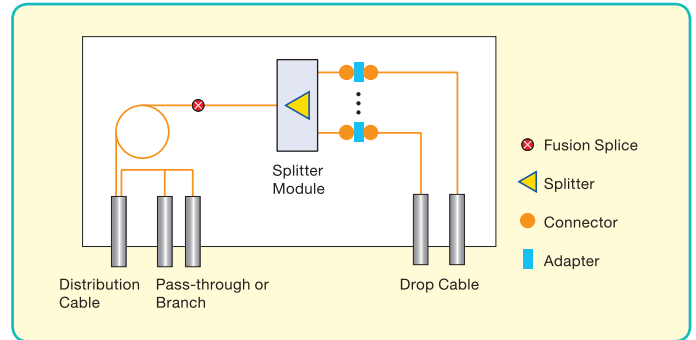 Splitter
Module
Fusion Splice
Splitter
Connector
Adapter
Distribution
Cable
Pass-through or
Branch
Drop Cable